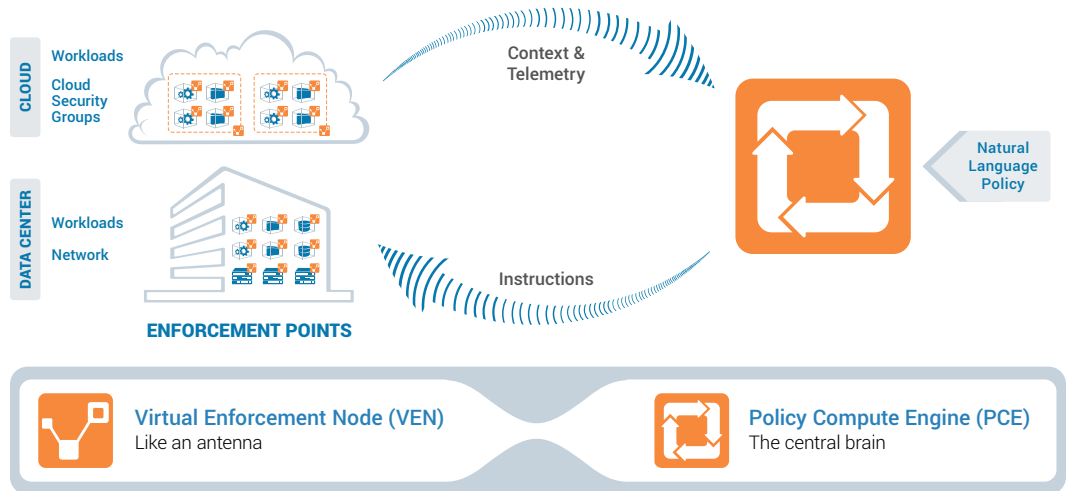 CLOUD
Workloads
Cloud
Security
Groups
Context &
Telemetry
Natural
Language
Policy
DATA CENTER
Workloads
Network
Instructions
ENFORCEMENT POINTS
Virtual Enforcement Node (VEN)
Like an antenna
Policy Compute Engine (PCE)
The central brain